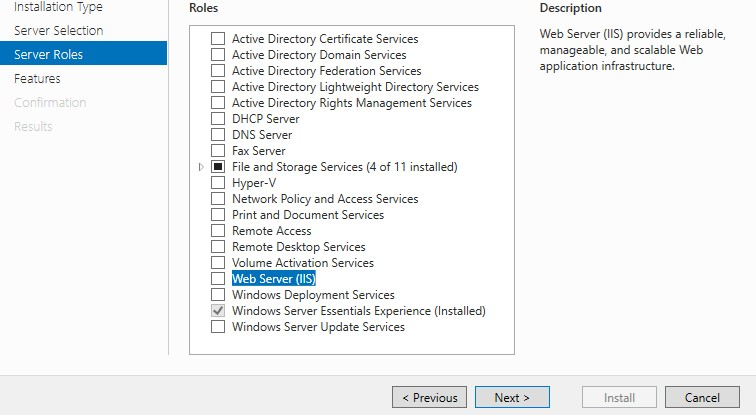 Installation Type
Server Selection
Server Roles
Features
Confirmation
Results
Roles
Active Directory Certificate Services
Active Directory Domain Services
Active Directory Federation Services
Active Directory Lightweight Directory Services
Active Directory Rights Management Services
DHCP Server
DNS Server
Fax Server
File and Storage Services (4 of 11 installed)
Hyper-V
Network Policy and Access Services
Print and Document Services
Remote Access
Remote Desktop Services
Volume Activation Services
Web Server (IIS)
Windows Deployment Services
Windows Server Essentials Experience (Installed)
Windows Server Update Services
Description
Web Server (IIS) provides a reliable,
manageable, and scalable Web
application infrastructure.
< Previous
Next >
Install
Cancel